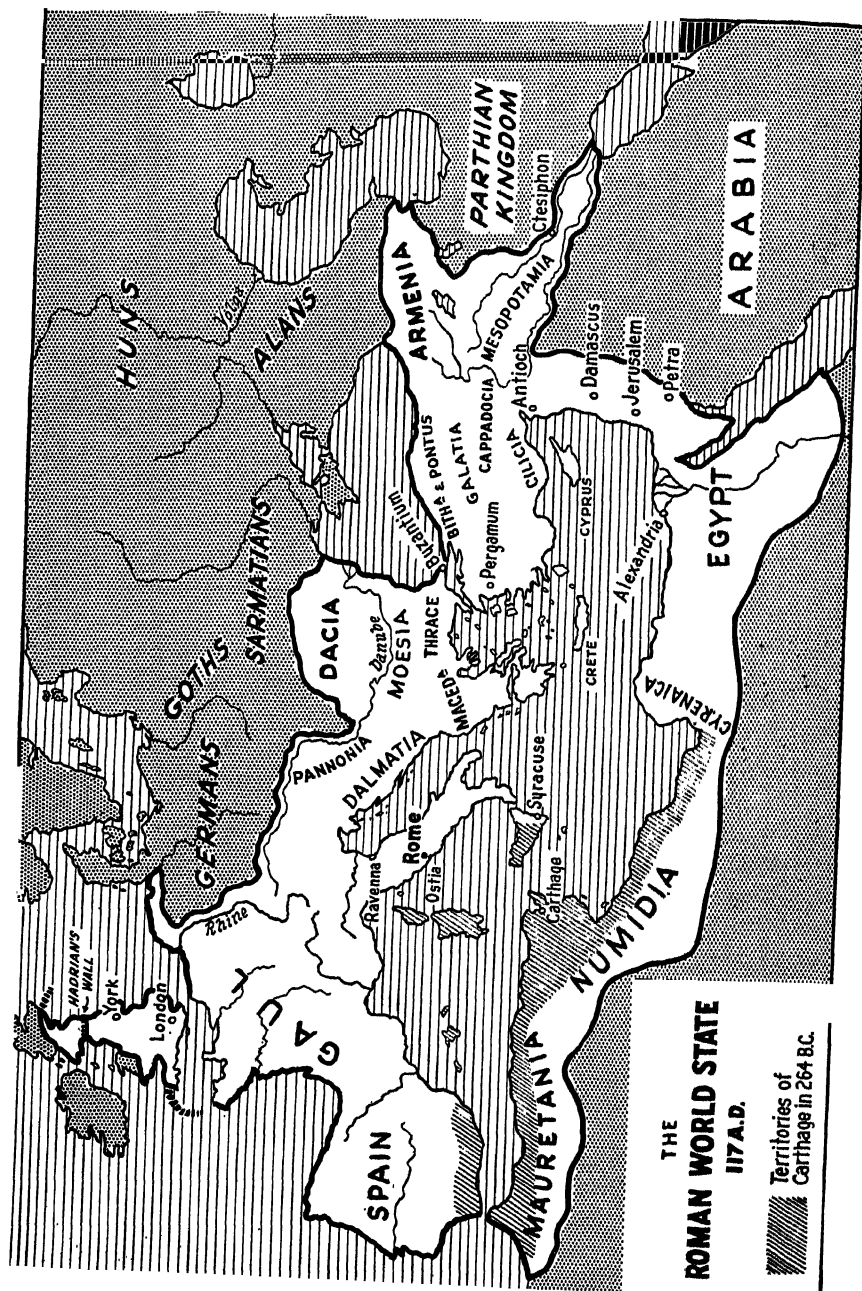 THE
ROMAN WORLD STATE
117 A.D.
Territories of
Carthage in 264 B.C.
HADRIAN'S
WALL
York
London
Rhine
GAUL
SPAIN
MAURETANIA
NUMIDIA
Carthage
Ravenna
Ostia
Rome
Syracuse
GERMANS
GOTHS
SARMATIANS
HUNS
Volga
ALANS
PANNONIA
DALMATIA
DACIA
Danube
MOESIA
THRACE
MACEDᴬ
Byzantium
BITHᴬ & PONTUS
GALATIA
CAPPADOCIA
CILICIA
Pergamum
ARMENIA
MESOPOTAMIA
PARTHIAN
KINGDOM
Ctesiphon
Antioch
Damascus
Jerusalem
Petra
ARABIA
CYPRUS
CRETE
Alexandria
EGYPT
CYRENAICA